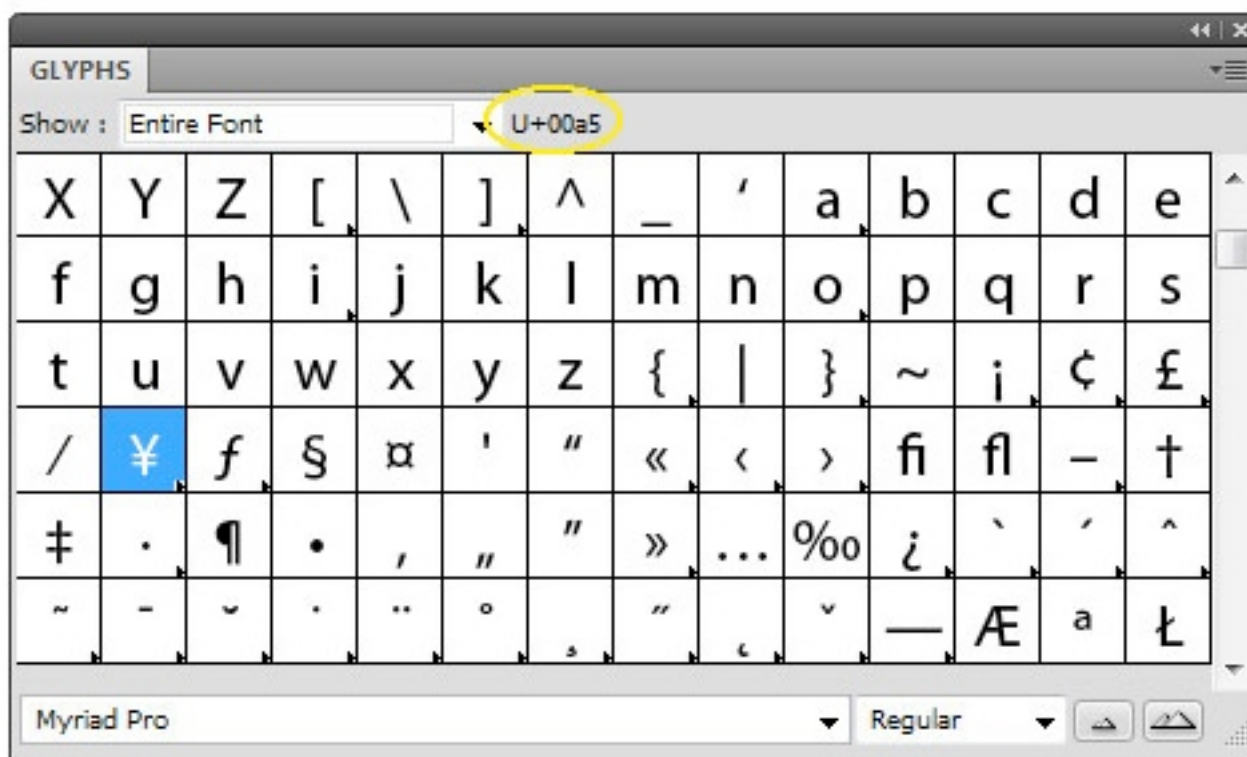 GLYPHS
Show : Entire Font U+00a5
X Y Z [ \ ] ^ _ ‘ a b c d e
f g h i j k l m n o p q r s
t u v w x y z { | } ~ ¡ ¢ £
⁄ ¥ ƒ § ¤ ' “ « ‹ › fi fl – †
‡ · ¶ • ‚ „ ” » … ‰ ¿ ` ´ ˆ
˜ ¯ ˘ ˙ ¨ ˚ ¸ ˝ ˛ ˇ — Æ ª Ł
Myriad Pro Regular